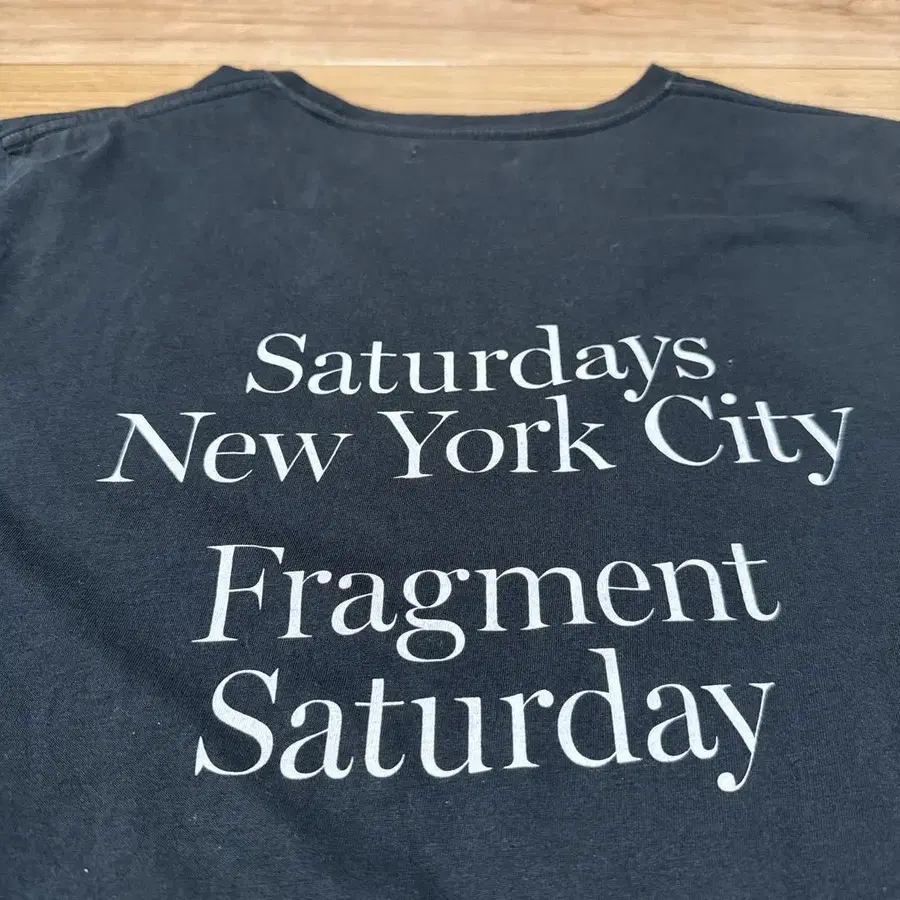 Saturdays
New York City
Fragment
Saturday